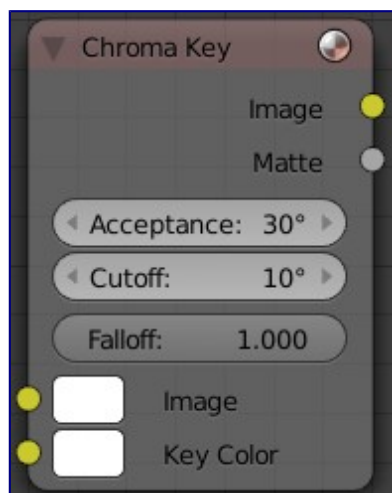 Chroma Key
Image
Matte
Acceptance: 30°
Cutoff: 10°
Falloff: 1.000
Image
Key Color